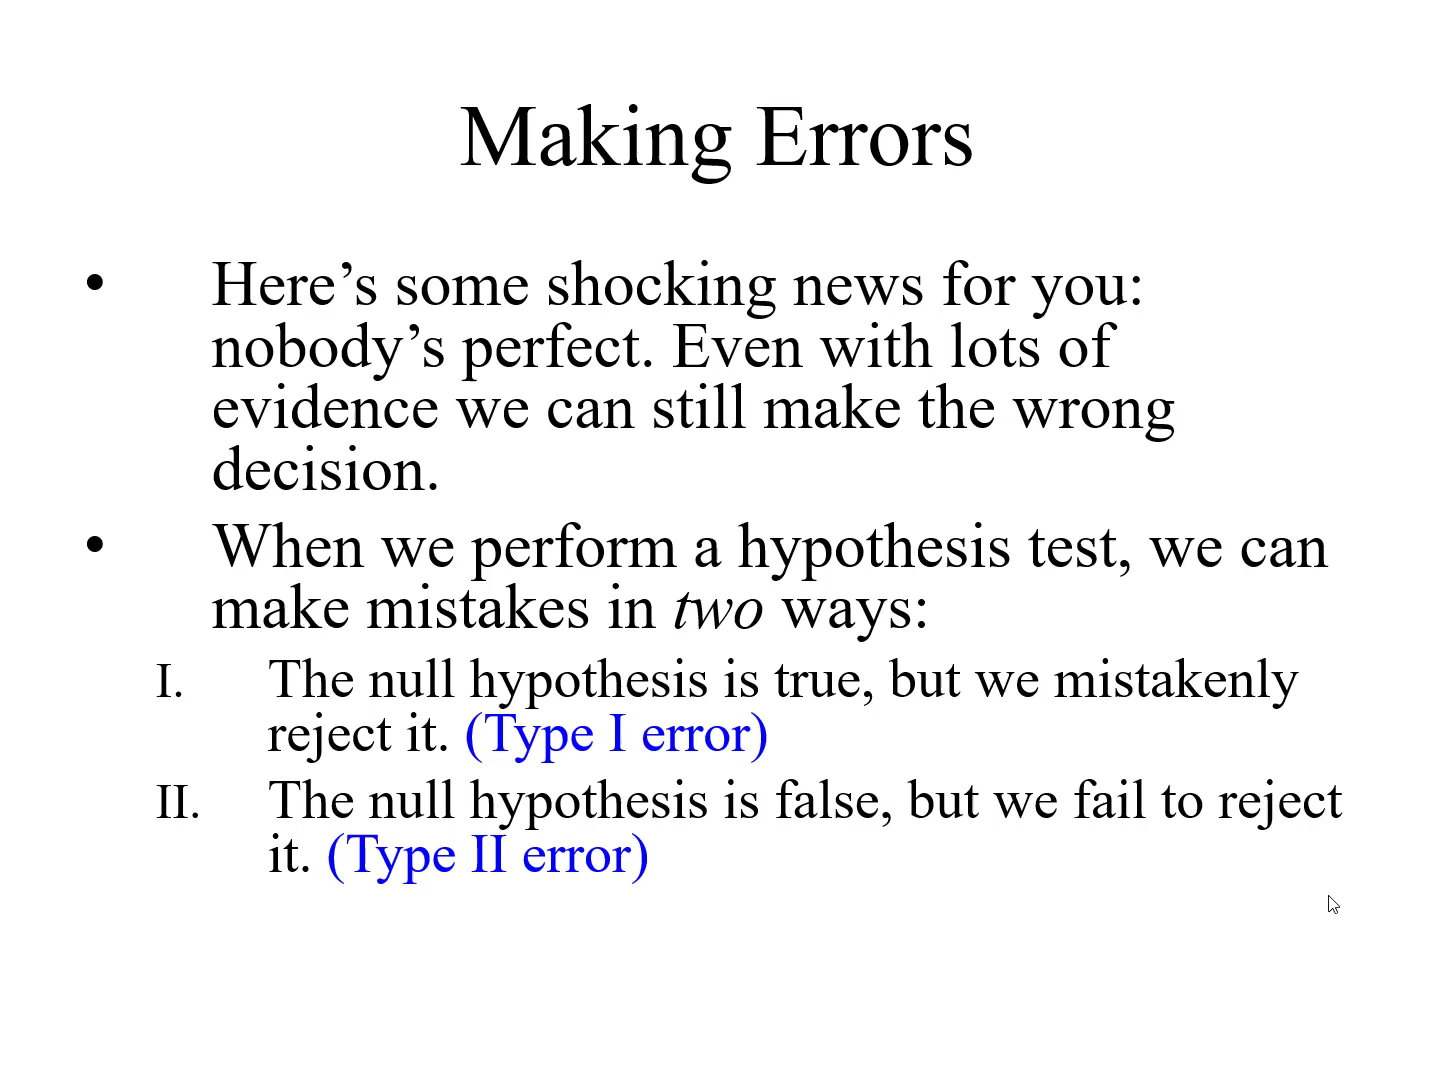 Making Errors
• Here’s some shocking news for you:
nobody’s perfect. Even with lots of
evidence we can still make the wrong
decision.
• When we perform a hypothesis test, we can
make mistakes in two ways:
I. The null hypothesis is true, but we mistakenly
reject it. (Type I error)
II. The null hypothesis is false, but we fail to reject
it. (Type II error)